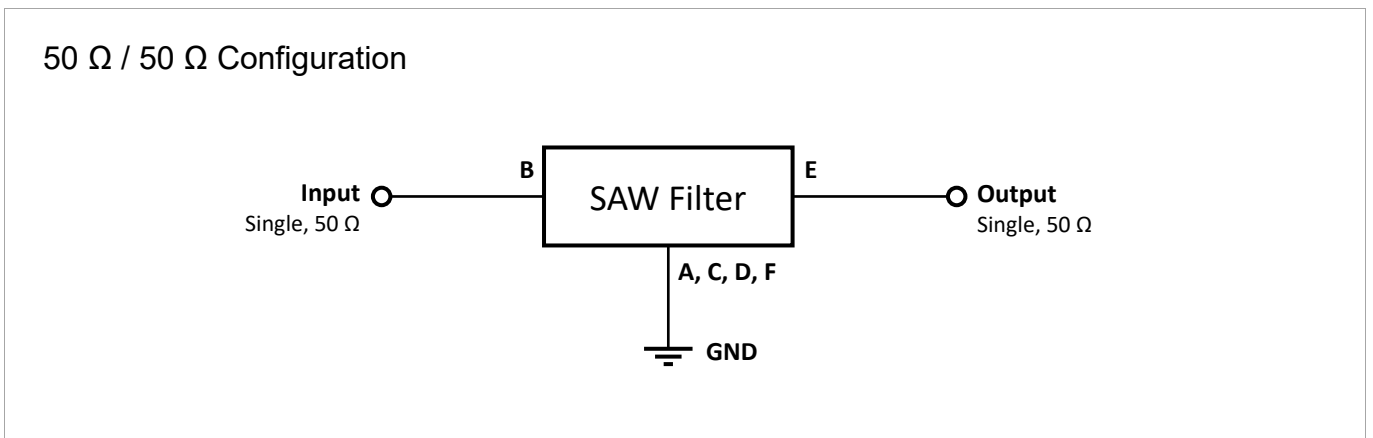 50 Ω / 50 Ω Configuration
B
E
Input
SAW Filter
Output
Single, 50 Ω
Single, 50 Ω
A, C, D, F
GND